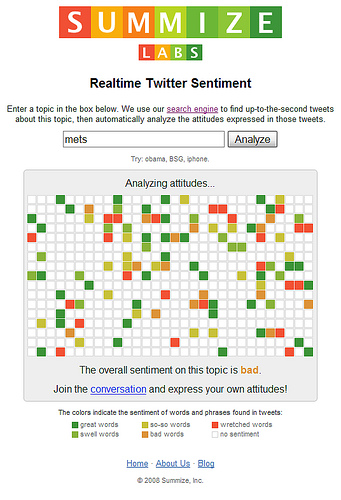 SUMMIZE
LABS
Realtime Twitter Sentiment
Enter a topic in the box below. We use our search engine to find up-to-the-second tweets
about this topic, then automatically analyze the attitudes expressed in those tweets.
mets Analyze
Try: obama, BSG, iphone.
Analyzing attitudes...
The overall sentiment on this topic is bad.
Join the conversation and express your own attitudes!
The colors indicate the sentiment of words and phrases found in tweets:
great words so-so words wretched words
swell words bad words no sentiment
Home · About Us · Blog
© 2008 Summize, Inc.